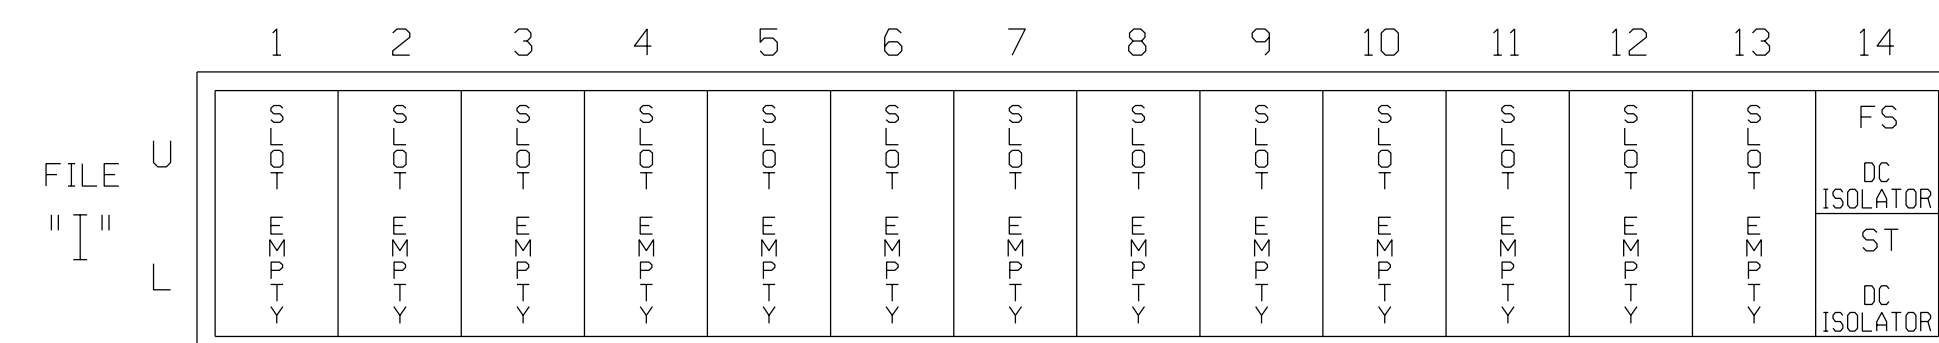 1 2 3 4 5 6 7 8 9 10 11 12 13 14
FILE
"I"
U
L
SLOT EMPTY
SLOT EMPTY
SLOT EMPTY
SLOT EMPTY
SLOT EMPTY
SLOT EMPTY
SLOT EMPTY
SLOT EMPTY
SLOT EMPTY
SLOT EMPTY
SLOT EMPTY
SLOT EMPTY
SLOT EMPTY
FS
DC
ISOLATOR
ST
DC
ISOLATOR